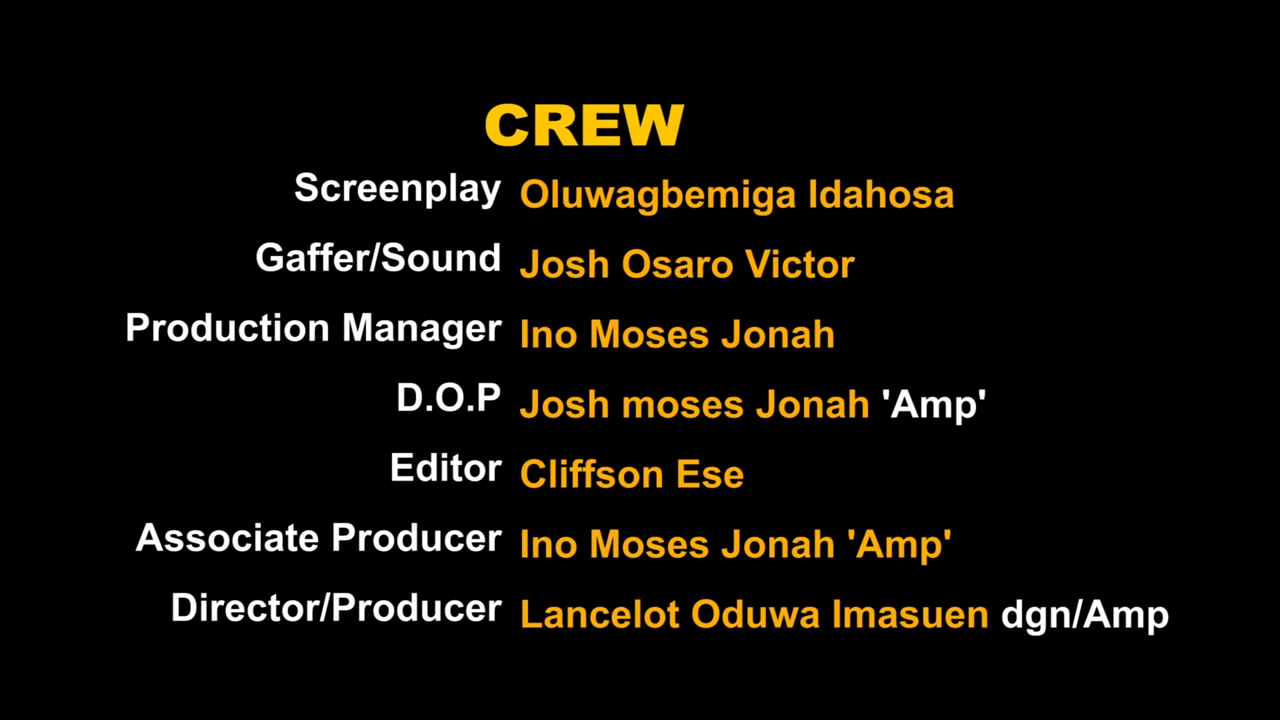 CREW
Screenplay Oluwagbemiga Idahosa
Gaffer/Sound Josh Osaro Victor
Production Manager Ino Moses Jonah
D.O.P Josh moses Jonah 'Amp'
Editor Cliffson Ese
Associate Producer Ino Moses Jonah 'Amp'
Director/Producer Lancelot Oduwa Imasuen dgn/Amp